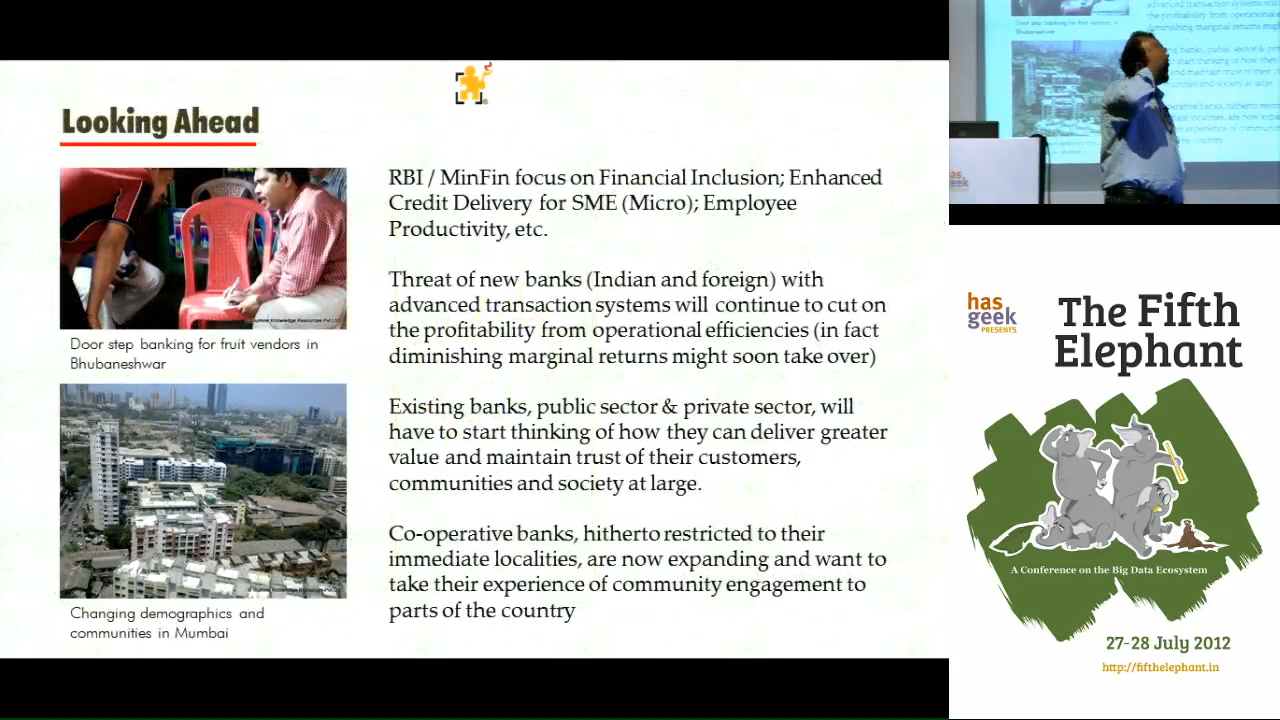 Looking Ahead
RBI / MinFin focus on Financial Inclusion; Enhanced
Credit Delivery for SME (Micro); Employee
Productivity, etc.
Threat of new banks (Indian and foreign) with
advanced transaction systems will continue to cut on
the profitability from operational efficiencies (in fact
diminishing marginal returns might soon take over)
Existing banks, public sector & private sector, will
have to start thinking of how they can deliver greater
value and maintain trust of their customers,
communities and society at large.
Co-operative banks, hitherto restricted to their
immediate localities, are now expanding and want to
take their experience of community engagement to
parts of the country
Door step banking for fruit vendors in
Bhubaneshwar
Changing demographics and
communities in Mumbai
has
geek
PRESENTS
The Fifth
Elephant
A Conference on the Big Data Ecosystem
27-28 July 2012
http://fifthelephant.in
has
geek